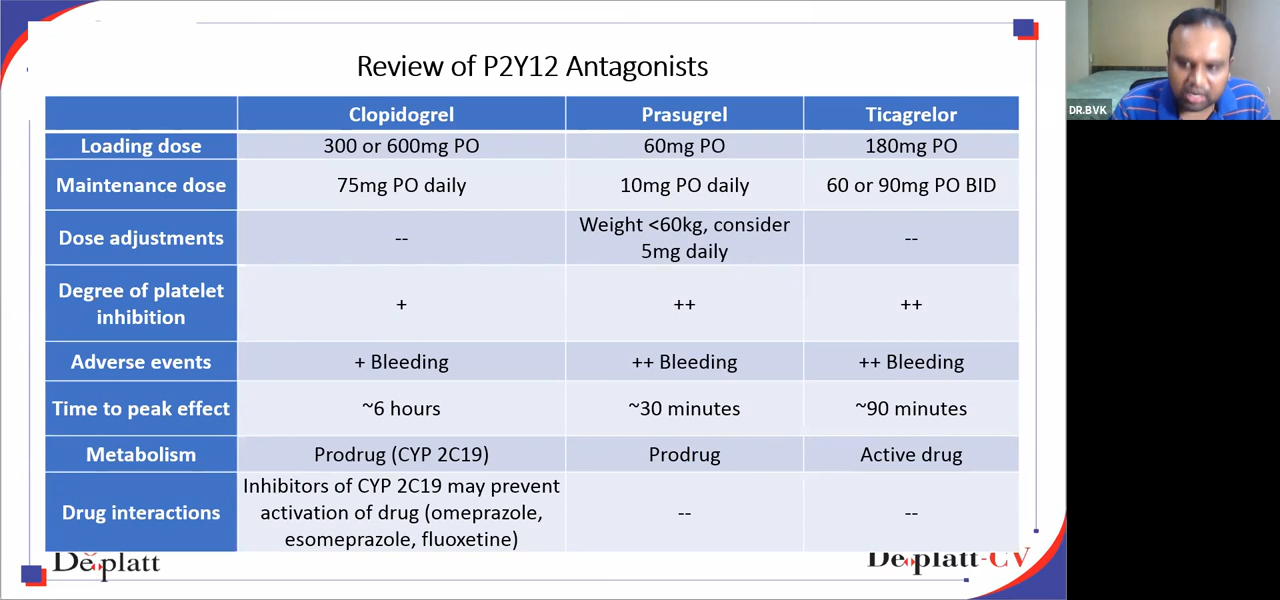 Review of P2Y12 Antagonists
DR.BVK
Clopidogrel
Prasugrel
Ticagrelor
Loading dose
300 or 600mg PO
60mg PO
180mg PO
Maintenance dose
75mg PO daily
10mg PO daily
60 or 90mg PO BID
Dose adjustments
--
Weight <60kg, consider
5mg daily
--
Degree of platelet
inhibition
+
++
++
Adverse events
+ Bleeding
++ Bleeding
++ Bleeding
Time to peak effect
~6 hours
~30 minutes
~90 minutes
Metabolism
Prodrug (CYP 2C19)
Prodrug
Active drug
Drug interactions
Inhibitors of CYP 2C19 may prevent
activation of drug (omeprazole,
esomeprazole, fluoxetine)
--
--
Deplatt
Deplatt-CV